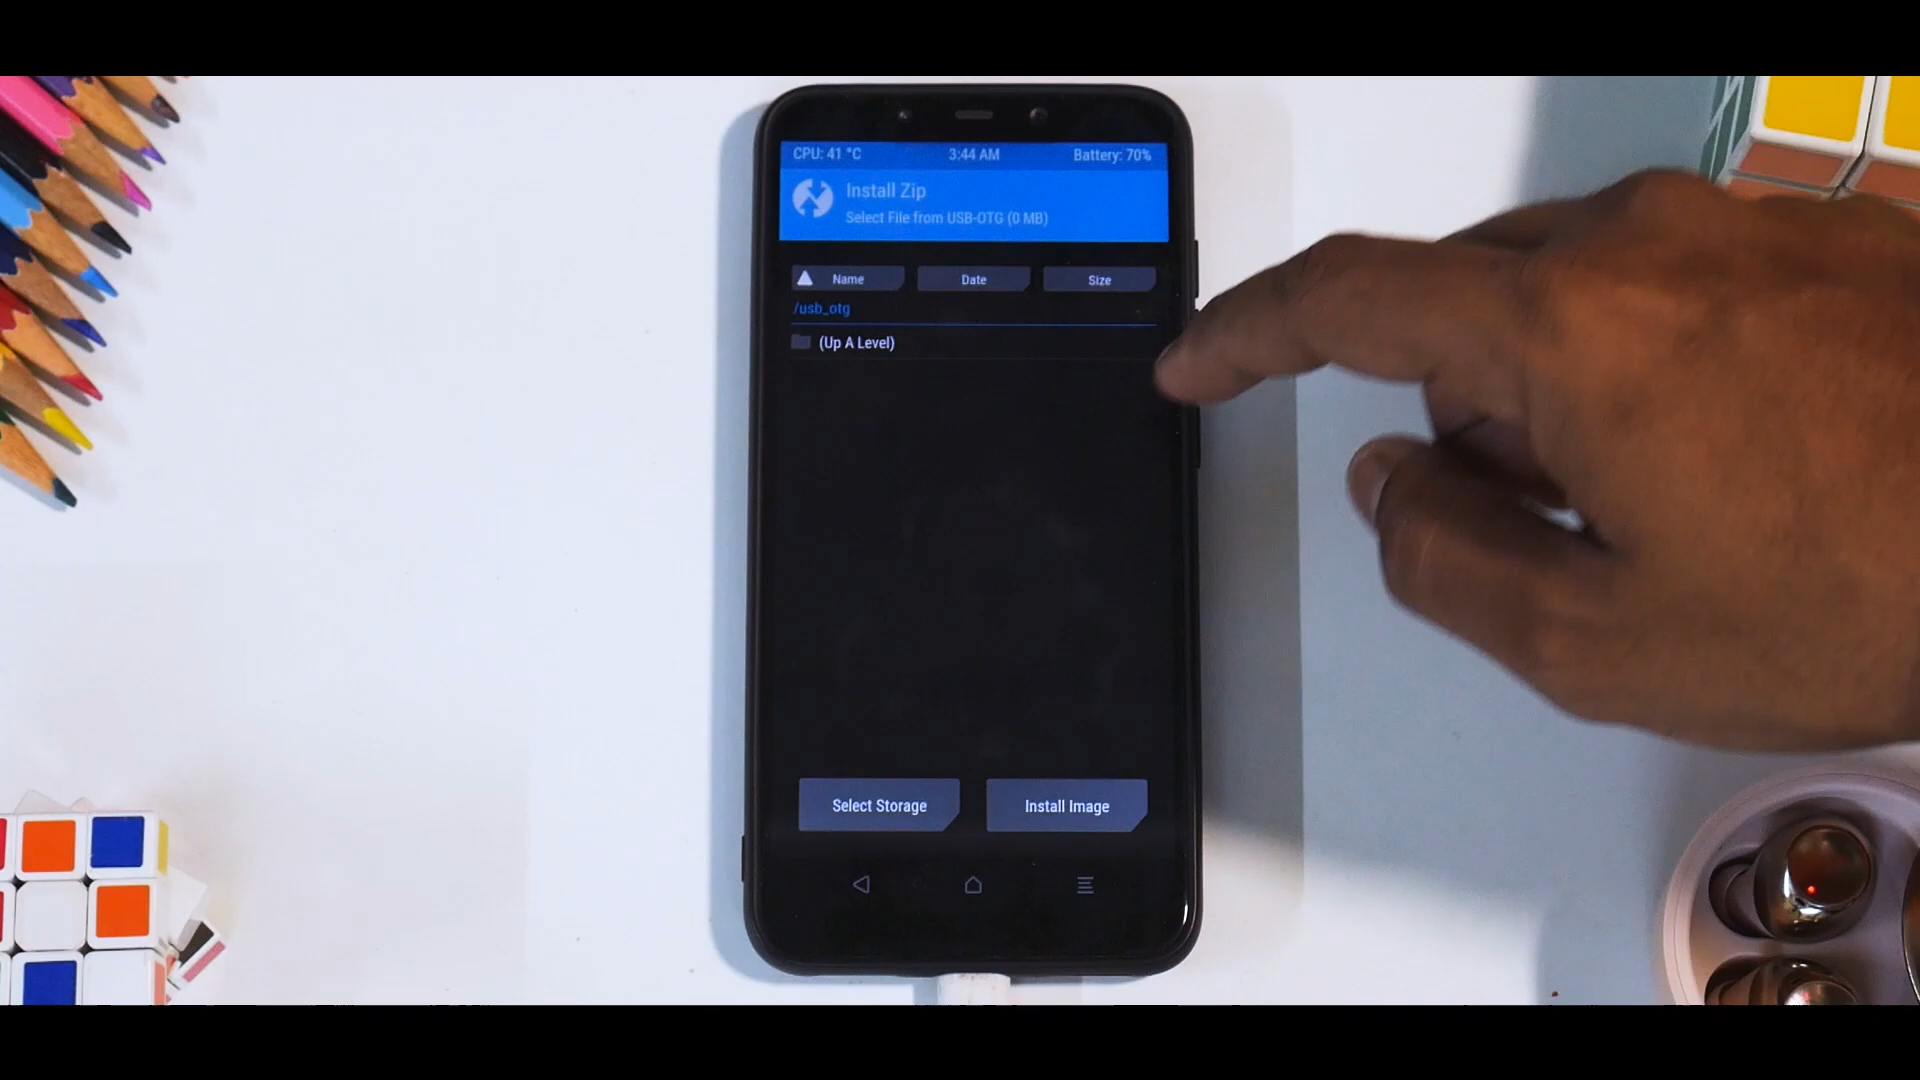 CPU: 41 °C 3:44 AM Battery: 70%
Install Zip
Select File from USB-OTG (0 MB)
Name Date Size
/usb_otg
(Up A Level)
Select Storage Install Image